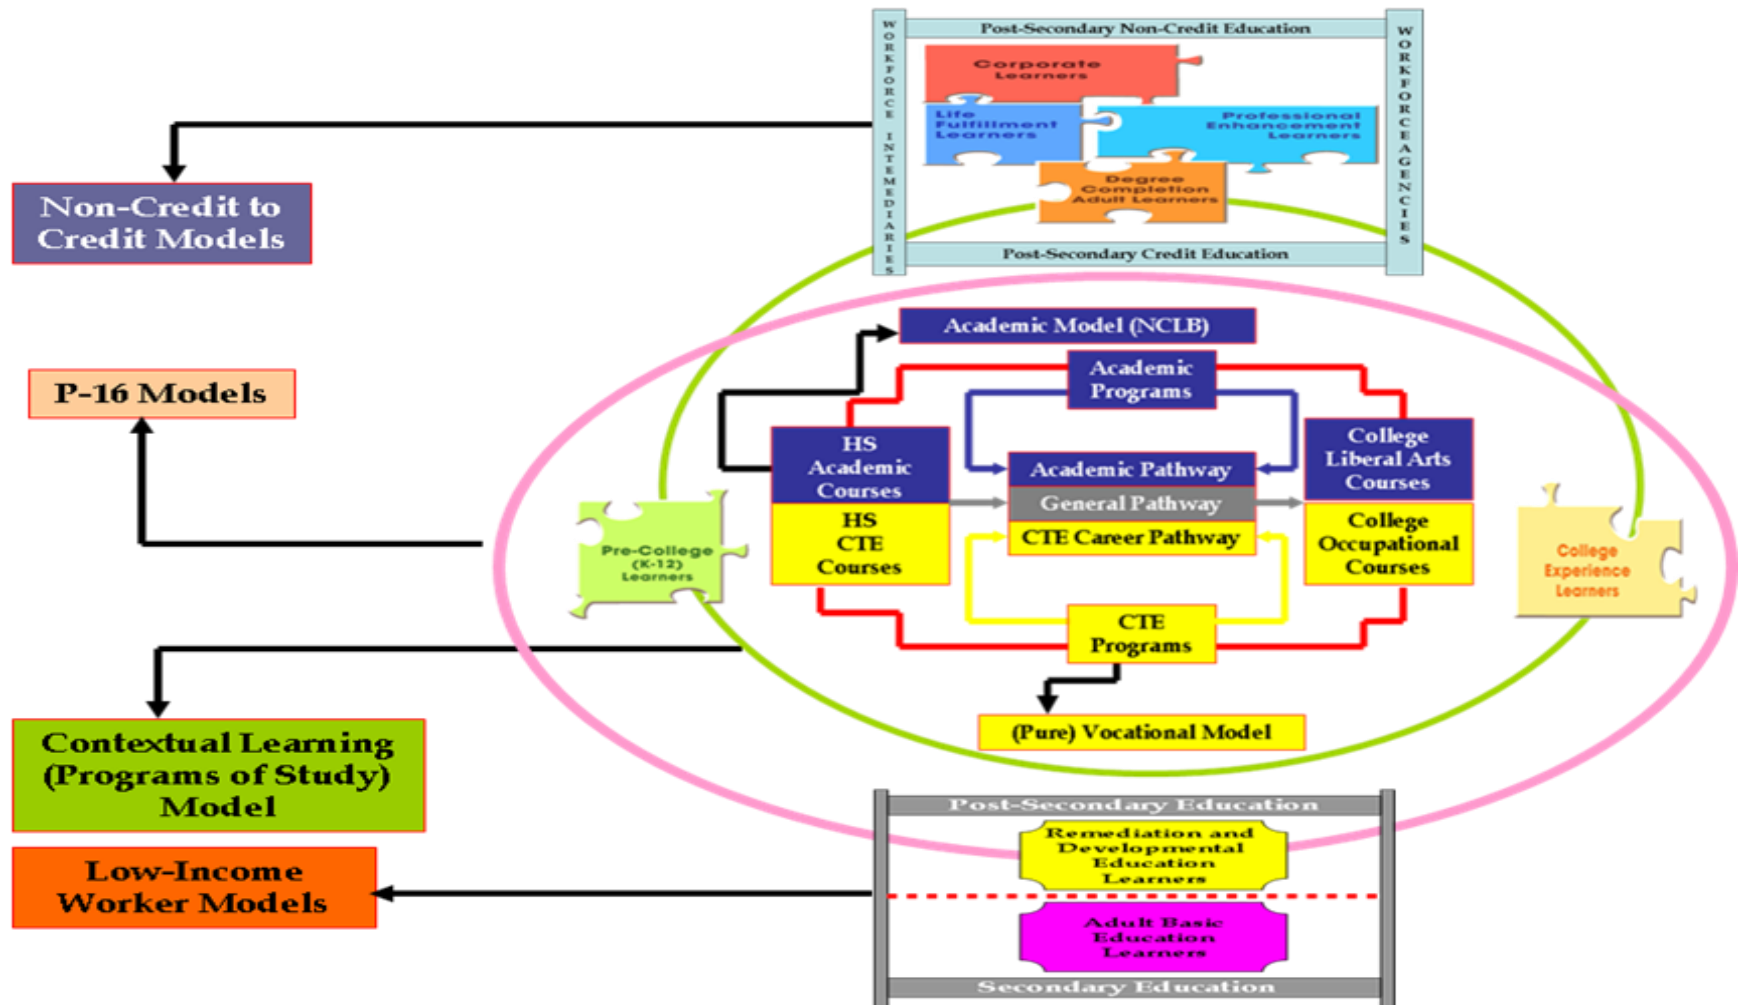 Post-Secondary Non-Credit Education
WORKFORCE INTEMEDIARIES
WORKFORCE AGENCIES
Corporate
Learners
Life
Fulfillment
Learners
Professional
Enhancement
Learners
Degree
Completion
Adult Learners
Post-Secondary Credit Education
Non-Credit to
Credit Models
Academic Model (NCLB)
P-16 Models
Academic
Programs
HS
Academic
Courses
Academic Pathway
College
Liberal Arts
Courses
General Pathway
HS
CTE
Courses
CTE Career Pathway
College
Occupational
Courses
Pre-College
(K-12)
Learners
College
Experience
Learners
CTE
Programs
(Pure) Vocational Model
Contextual Learning
(Programs of Study)
Model
Post-Secondary Education
Remediation and
Developmental
Education
Learners
Low-Income
Worker Models
Adult Basic
Education
Learners
Secondary Education